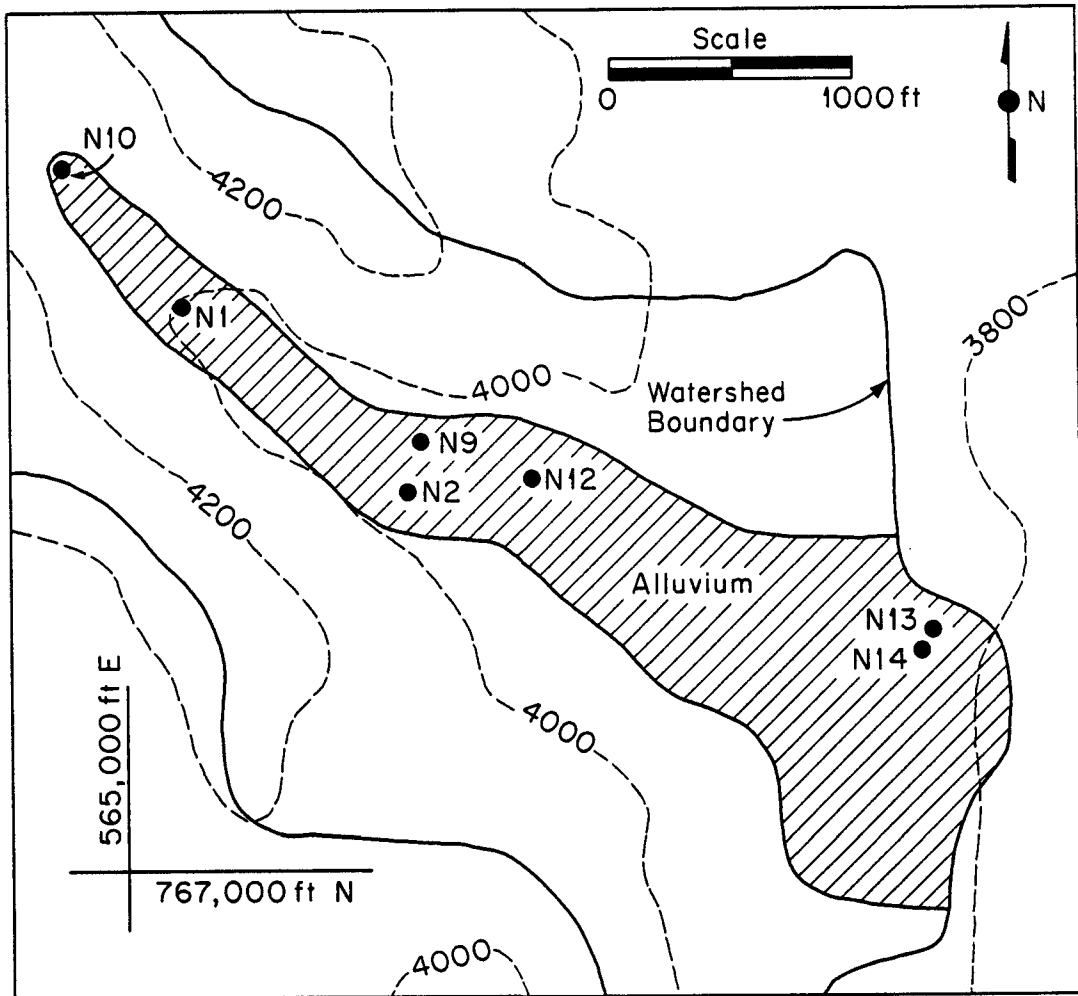 Scale
0
1000 ft
N
N10
4200
N1
3800
4000
Watershed
Boundary
N9
N2
N12
4200
Alluvium
N13
N14
565,000 ft E
4000
767,000 ft N
4000